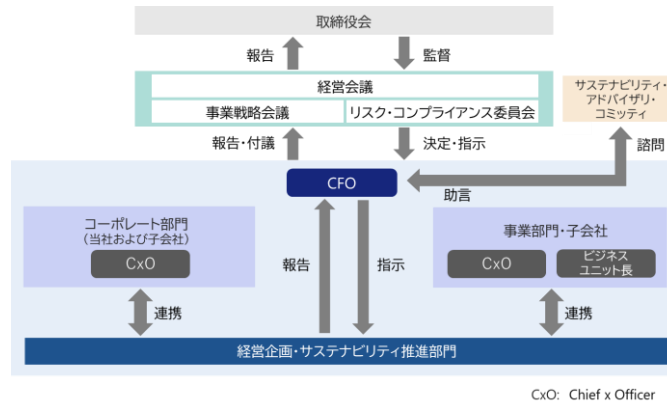 取締役会
報告
監督
経営会議
事業戦略会議
リスク・コンプライアンス委員会
サステナビリティ・
アドバイザリ・
コミッティ
報告・付議
決定・指示
諮問
CFO
助言
コーポレート部門
(当社および子会社)
CxO
事業部門・子会社
CxO
ビジネス
ユニット長
報告
指示
連携
連携
経営企画・サステナビリティ推進部門
CxO: Chief x Officer